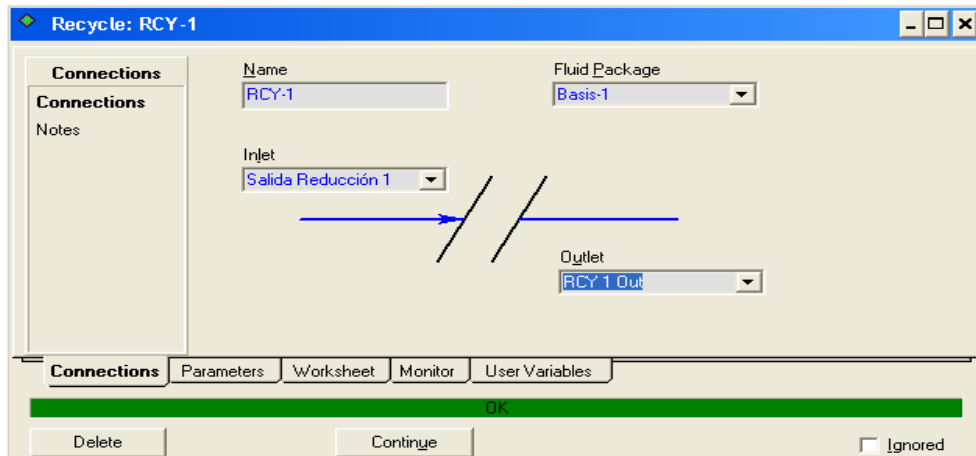 Recycle: RCY-1
Connections
Connections
Notes
Name
RCY-1
Fluid Package
Basis-1
Inlet
Salida Reducción 1
Outlet
RCY 1 Out
Connections Parameters Worksheet Monitor User Variables
OK
Delete Continue Ignored